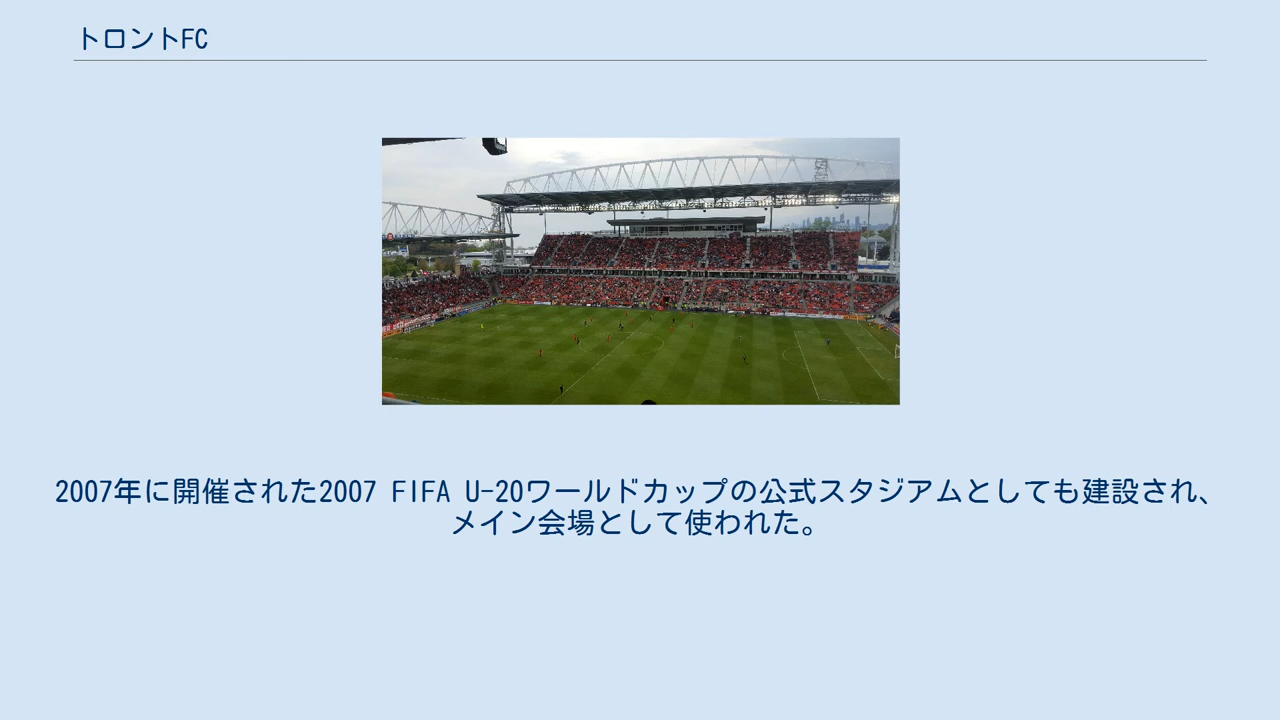 トロントFC
2007年に開催された2007 FIFA U-20ワールドカップの公式スタジアムとしても建設され、
メイン会場として使われた。